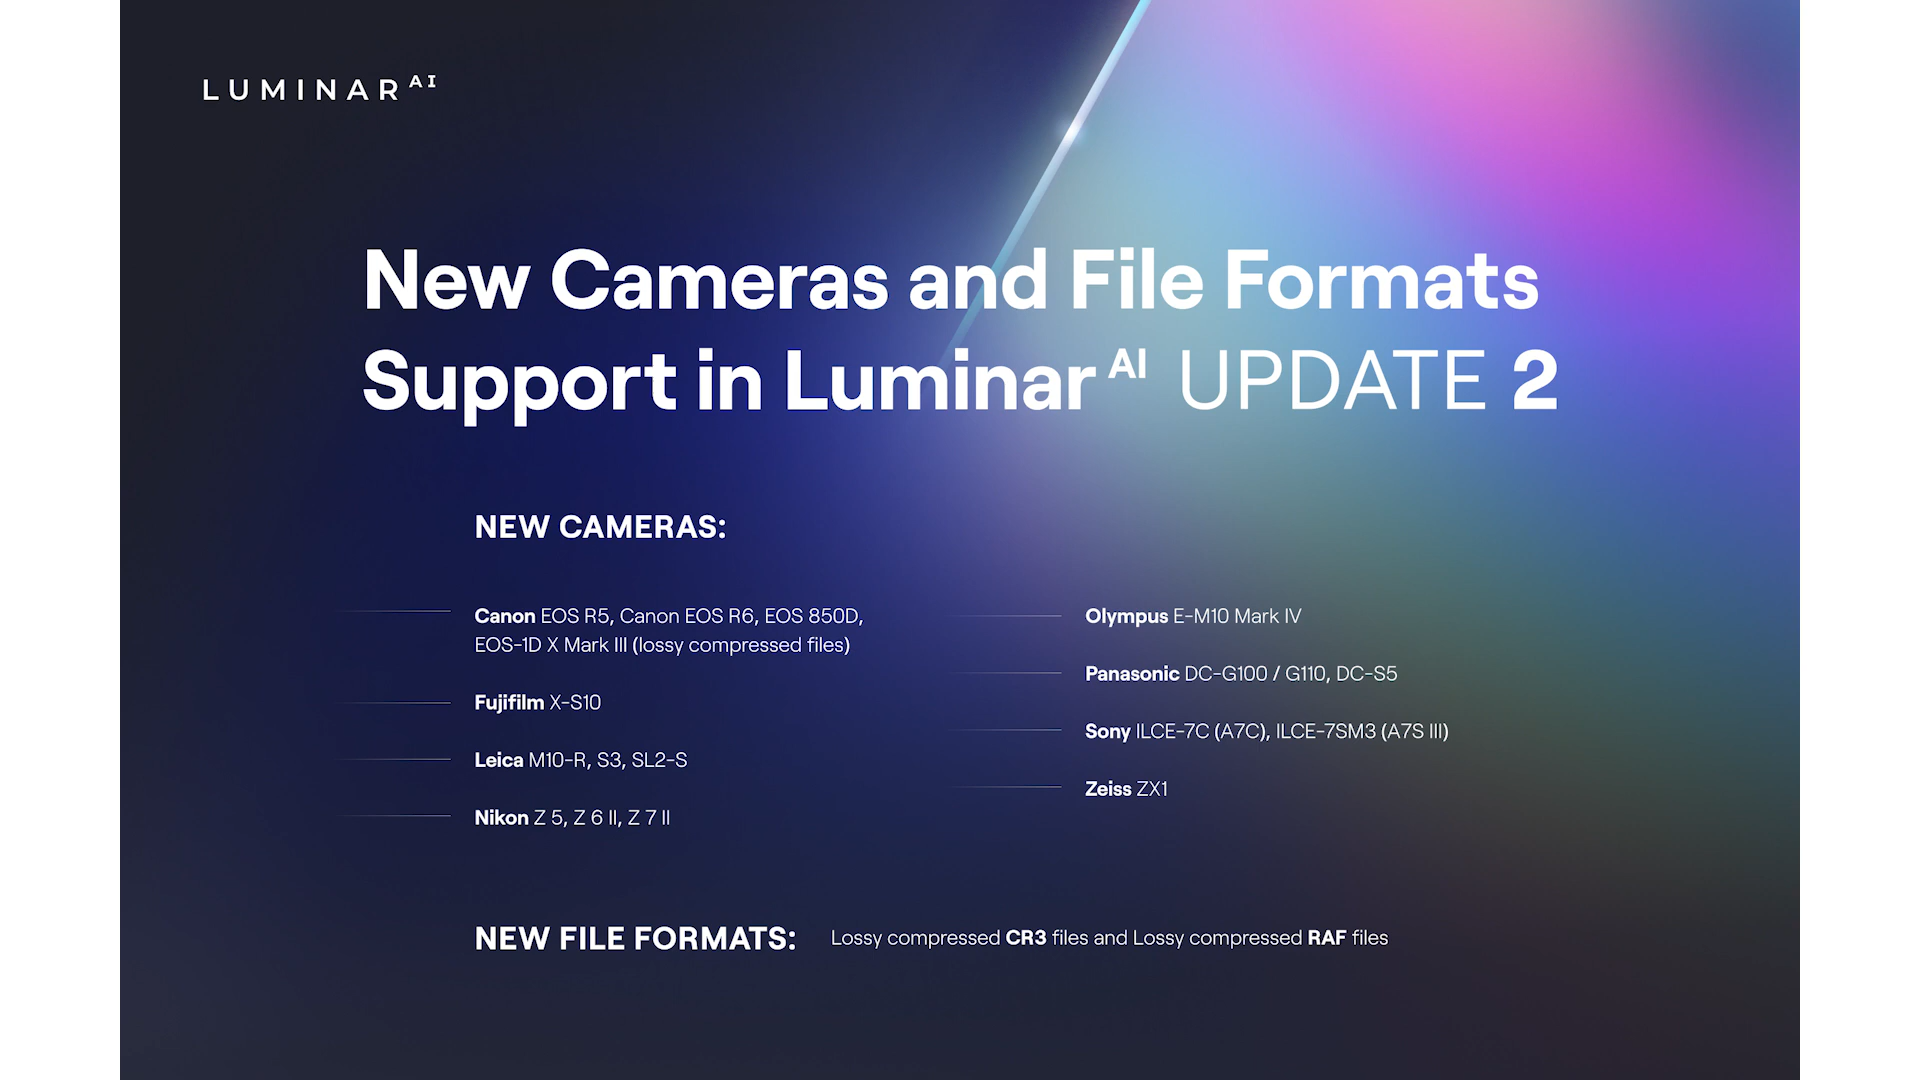 LUMINAR AI
New Cameras and File Formats
Support in Luminar AI UPDATE 2
NEW CAMERAS:
Canon EOS R5, Canon EOS R6, EOS 850D,
EOS-1D X Mark III (lossy compressed files)
Fujifilm X-S10
Leica M10-R, S3, SL2-S
Nikon Z 5, Z 6 II, Z 7 II
Olympus E-M10 Mark IV
Panasonic DC-G100 / G110, DC-S5
Sony ILCE-7C (A7C), ILCE-7SM3 (A7S III)
Zeiss ZX1
NEW FILE FORMATS: Lossy compressed CR3 files and Lossy compressed RAF files